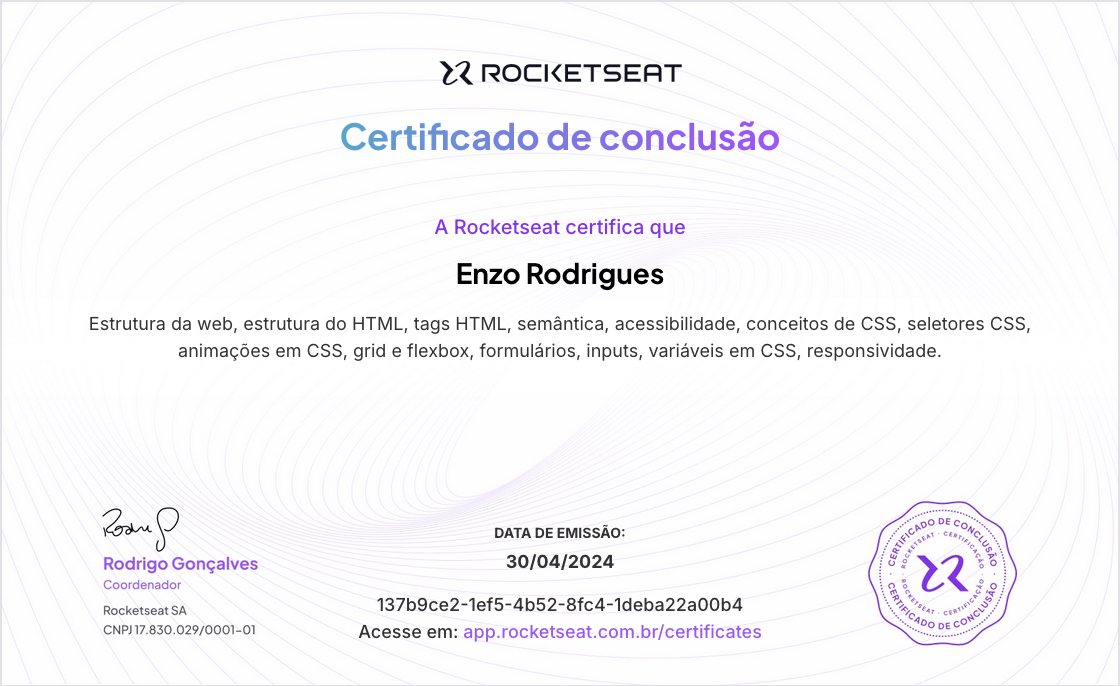 ROCKETSEAT
Certificado de conclusão
A Rocketseat certifica que
Enzo Rodrigues
Estrutura da web, estrutura do HTML, tags HTML, semântica, acessibilidade, conceitos de CSS, seletores CSS,
animações em CSS, grid e flexbox, formulários, inputs, variáveis em CSS, responsividade.
Rodrigo Gonçalves
Coordenador
Rocketseat SA
CNPJ 17.830.029/0001-01
DATA DE EMISSÃO:
30/04/2024
137b9ce2-1ef5-4b52-8fc4-1deba22a00b4
Acesse em: app.rocketseat.com.br/certificates
CERTIFICADO DE CONCLUSÃO
ROCKETSEAT · CERTIFICAÇÃO
ROCKETSEAT · CERTIFICAÇÃO
CERTIFICADO DE CONCLUSÃO